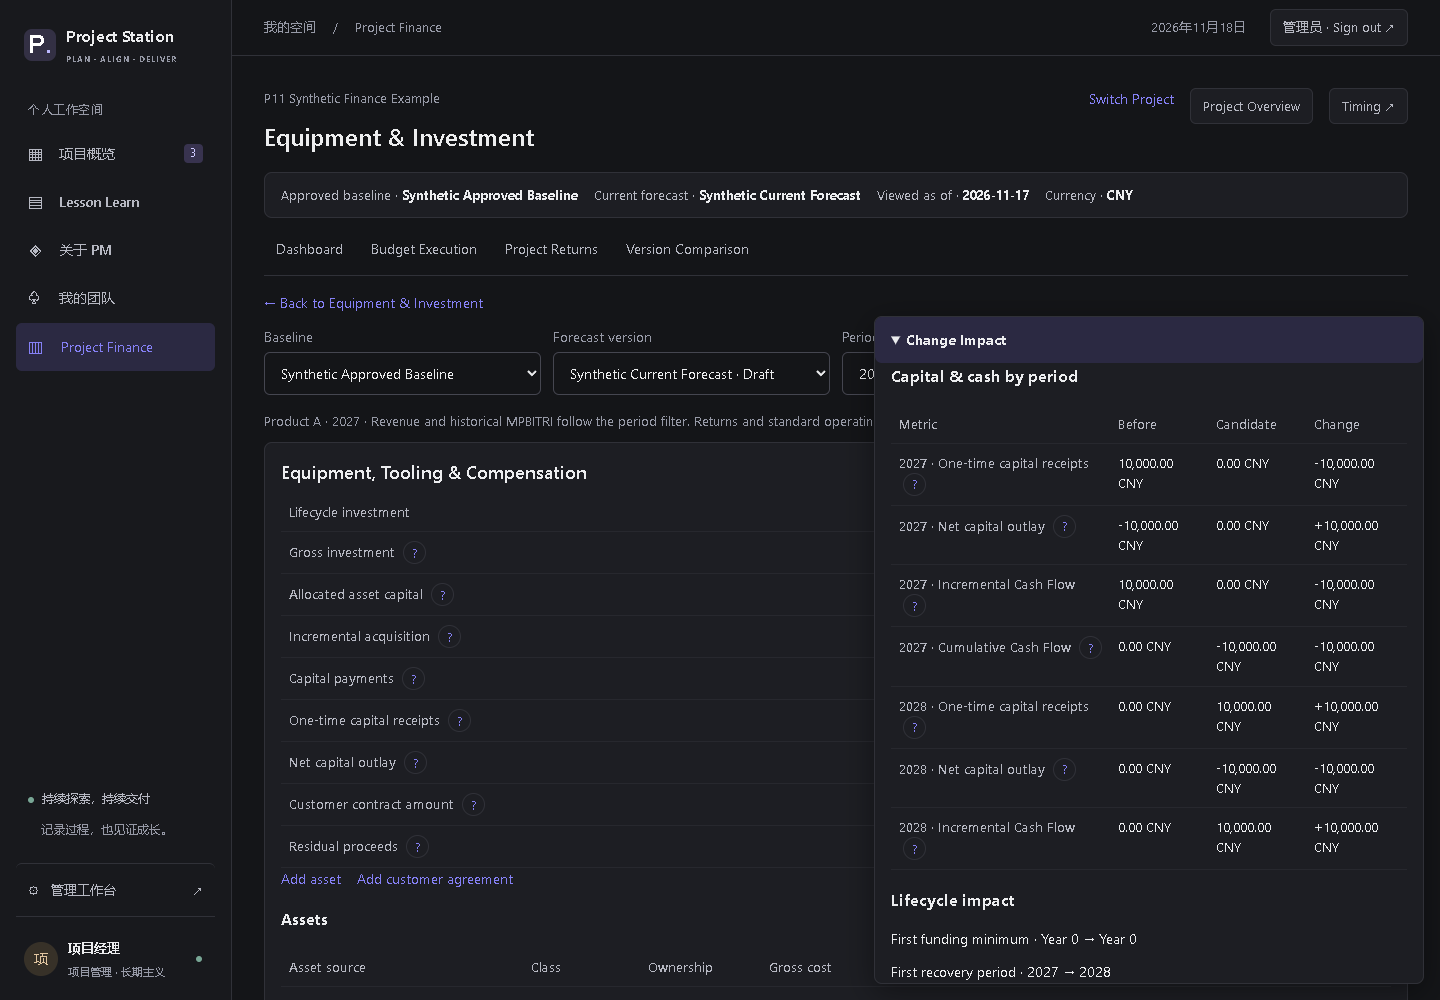 P.
Project Station
PLAN · ALIGN · DELIVER
个人工作空间
项目概览
3
Lesson Learn
关于 PM
我的团队
Project Finance
持续探索，持续交付
记录过程，也见证成长。
管理工作台 ↗
项
项目经理
项目管理 · 长期主义
我的空间 / Project Finance
2026年11月18日
管理员 · Sign out ↗
P11 Synthetic Finance Example
Equipment & Investment
Switch Project
Project Overview
Timing ↗
Approved baseline · Synthetic Approved Baseline Current forecast · Synthetic Current Forecast Viewed as of · 2026-11-17 Currency · CNY
Dashboard Budget Execution Project Returns Version Comparison
← Back to Equipment & Investment
Baseline
Synthetic Approved Baseline
Forecast version
Synthetic Current Forecast · Draft
20
Product A · 2027 · Revenue and historical MPBITRI follow the period filter. Returns and standard
Equipment, Tooling & Compensation
Lifecycle investment
Gross investment ?
Allocated asset capital ?
Incremental acquisition ?
Capital payments ?
One-time capital receipts ?
Net capital outlay ?
Customer contract amount ?
Residual proceeds ?
Add asset Add customer agreement
Assets
Asset source Class Ownership Gross cost
▼ Change Impact
Capital & cash by period
Metric Before Candidate Change
2027 · One-time capital receipts ? 10,000.00 CNY 0.00 CNY -10,000.00 CNY
2027 · Net capital outlay ? -10,000.00 CNY 0.00 CNY +10,000.00 CNY
2027 · Incremental Cash Flow ? 10,000.00 CNY 0.00 CNY -10,000.00 CNY
2027 · Cumulative Cash Flow ? 0.00 CNY -10,000.00 CNY -10,000.00 CNY
2028 · One-time capital receipts ? 0.00 CNY 10,000.00 CNY +10,000.00 CNY
2028 · Net capital outlay ? 0.00 CNY -10,000.00 CNY -10,000.00 CNY
2028 · Incremental Cash Flow ? 0.00 CNY 10,000.00 CNY +10,000.00 CNY
Lifecycle impact
First funding minimum · Year 0 → Year 0
First recovery period · 2027 → 2028